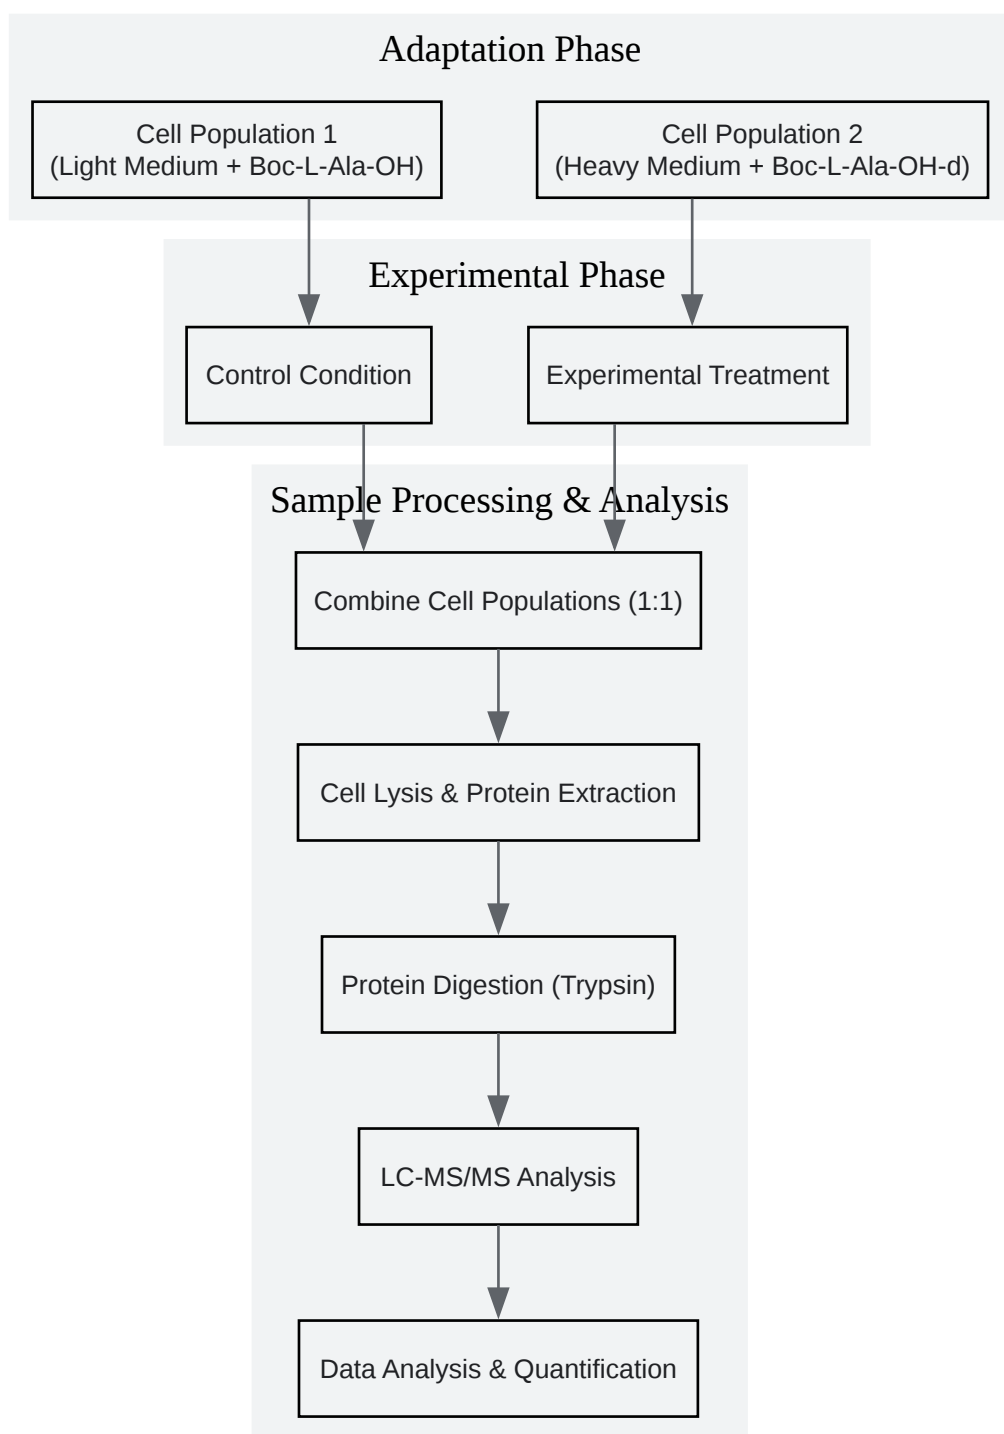 Adaptation Phase
Cell Population 1
(Light Medium + Boc-L-Ala-OH)
Cell Population 2
(Heavy Medium + Boc-L-Ala-OH-d)
Experimental Phase
Control Condition
Experimental Treatment
Sample Processing & Analysis
Combine Cell Populations (1:1)
Cell Lysis & Protein Extraction
Protein Digestion (Trypsin)
LC-MS/MS Analysis
Data Analysis & Quantification